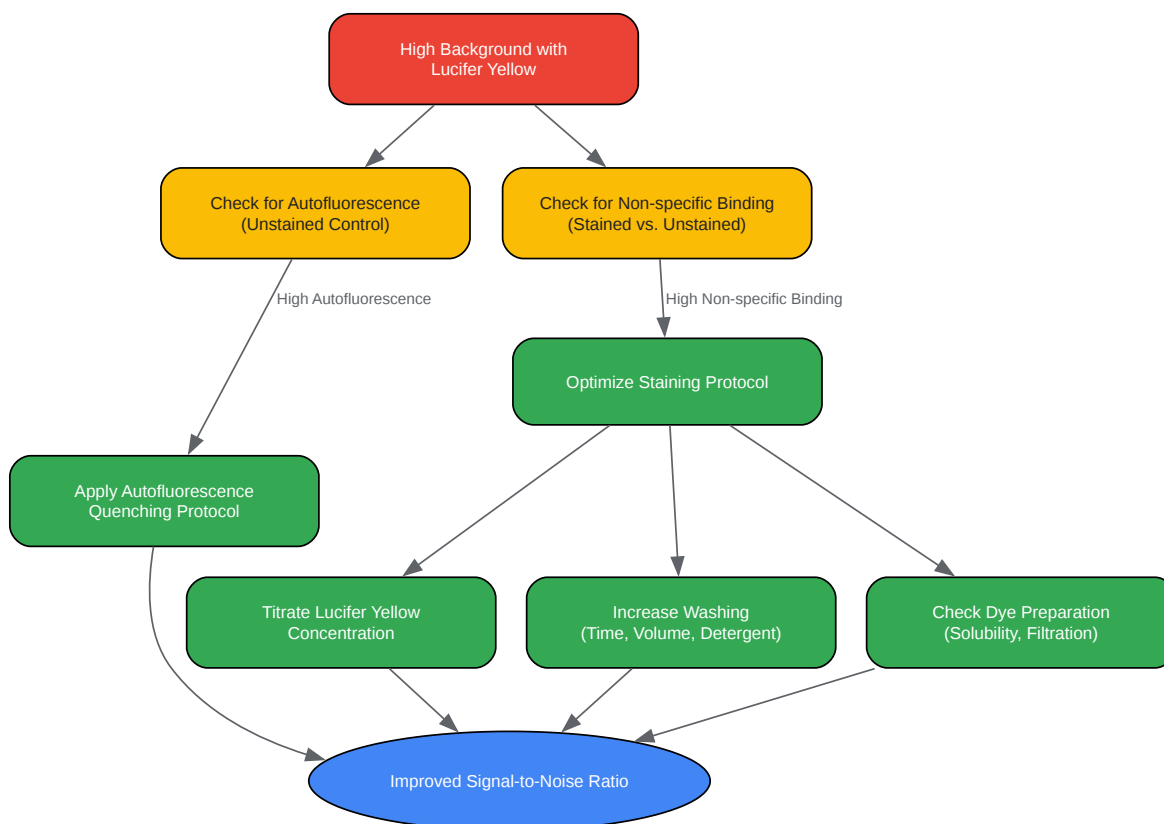 High Background with
Lucifer Yellow
Check for Autofluorescence
(Unstained Control)
Check for Non-specific Binding
(Stained vs. Unstained)
High Autofluorescence
High Non-specific Binding
Optimize Staining Protocol
Apply Autofluorescence
Quenching Protocol
Titrate Lucifer Yellow
Concentration
Increase Washing
(Time, Volume, Detergent)
Check Dye Preparation
(Solubility, Filtration)
Improved Signal-to-Noise Ratio